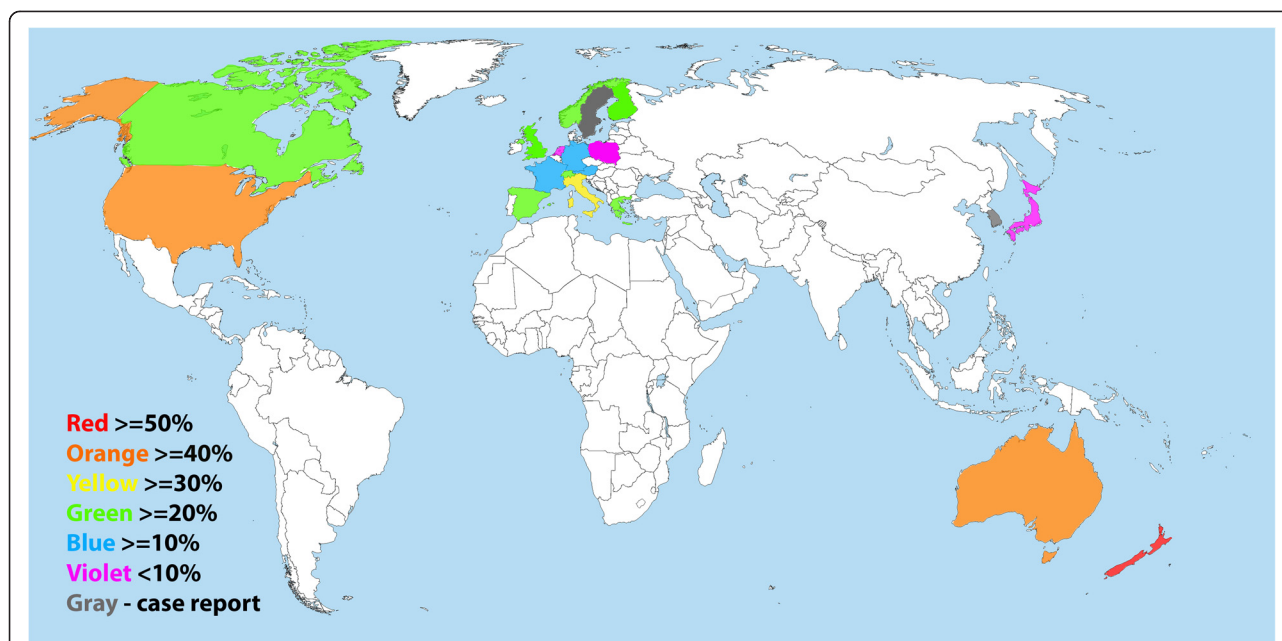 Red >=50%
Orange >=40%
Yellow >=30%
Green >=20%
Blue >=10%
Violet <10%
Gray - case report